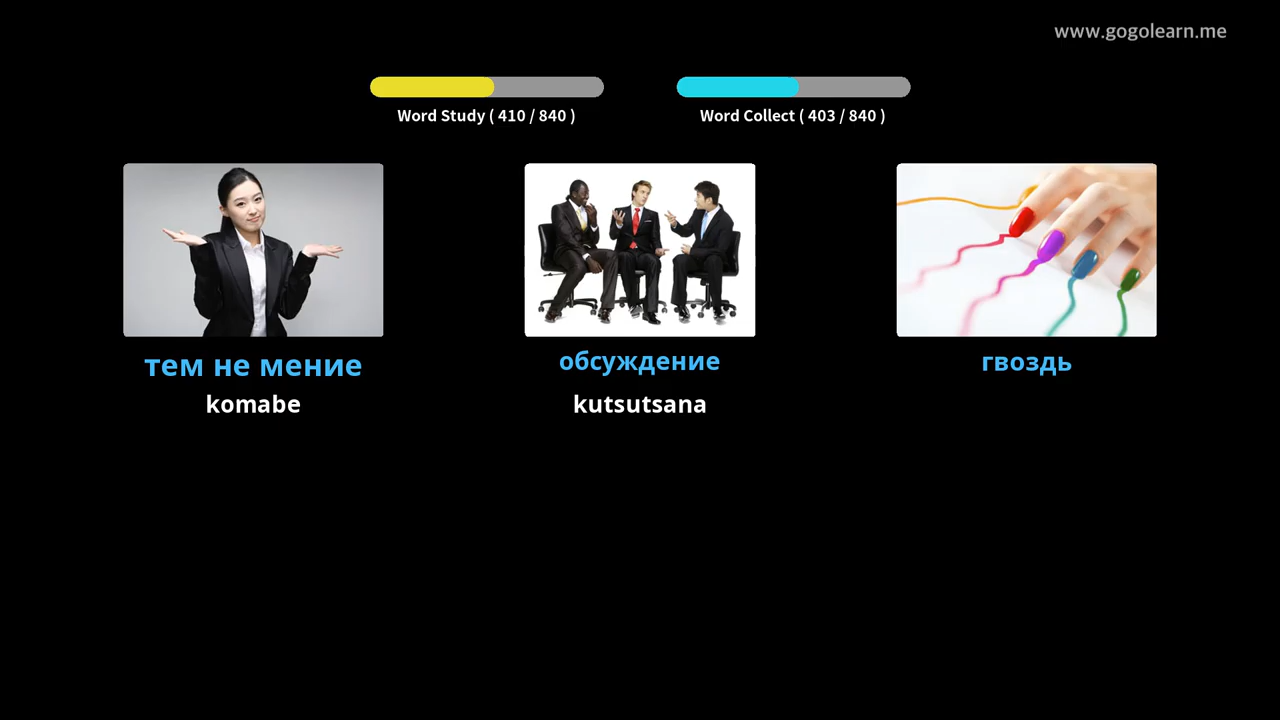 www.gogolearn.me
Word Study ( 410 / 840 )
Word Collect ( 403 / 840 )
тем не мение
обсуждение
гвоздь
komabe
kutsutsana